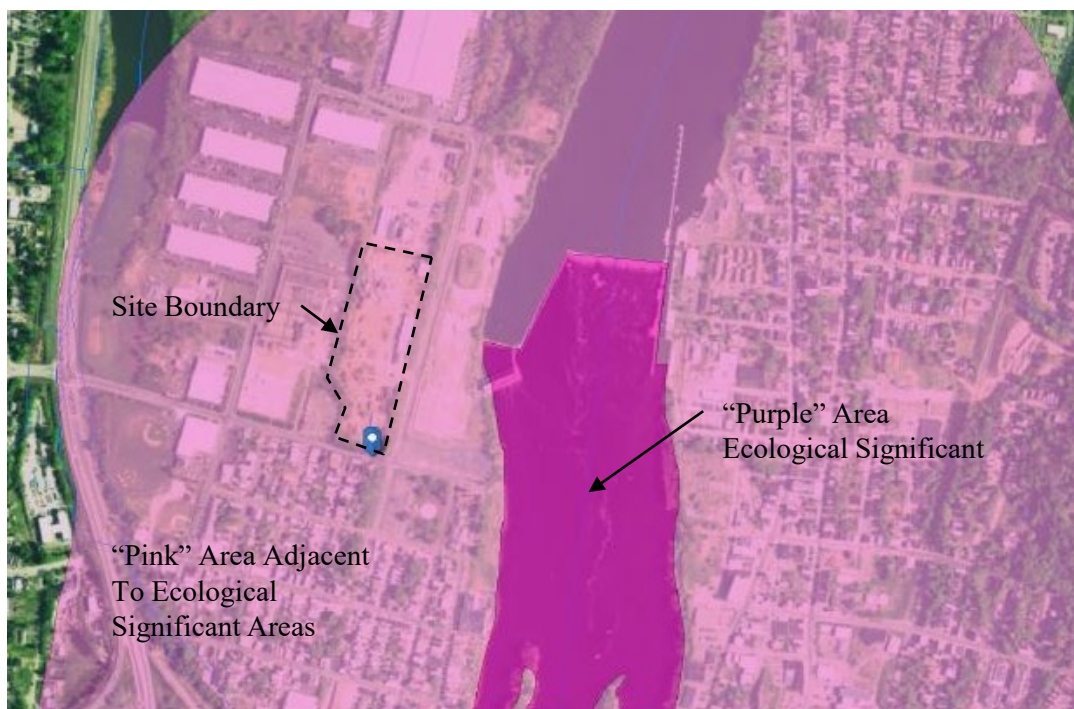 Site Boundary
“Purple” Area
Ecological Significant
“Pink” Area Adjacent
To Ecological
Significant Areas